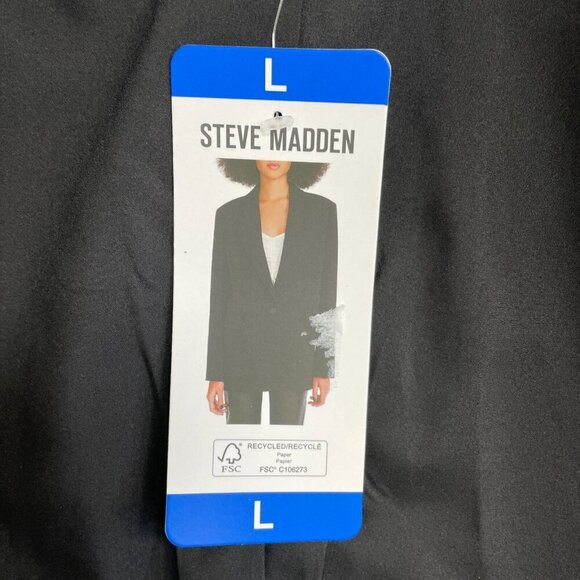 L
STEVE MADDEN
RECYCLED/RECYCLÉ
Paper
Papier
FSC® C106273
FSC
L